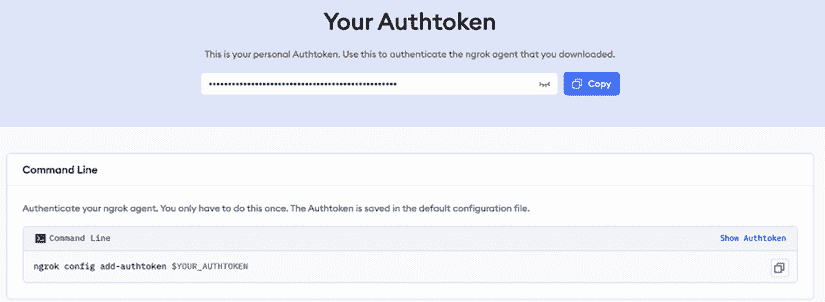 Your Authtoken
This is your personal Authtoken. Use this to authenticate the ngrok agent that you downloaded.
••••••••••••••••••••••••••••••••••••••••••••••••• Copy
Command Line
Authenticate your ngrok agent. You only have to do this once. The Authtoken is saved in the default configuration file.
Command Line Show Authtoken
ngrok config add-authtoken $YOUR_AUTHTOKEN